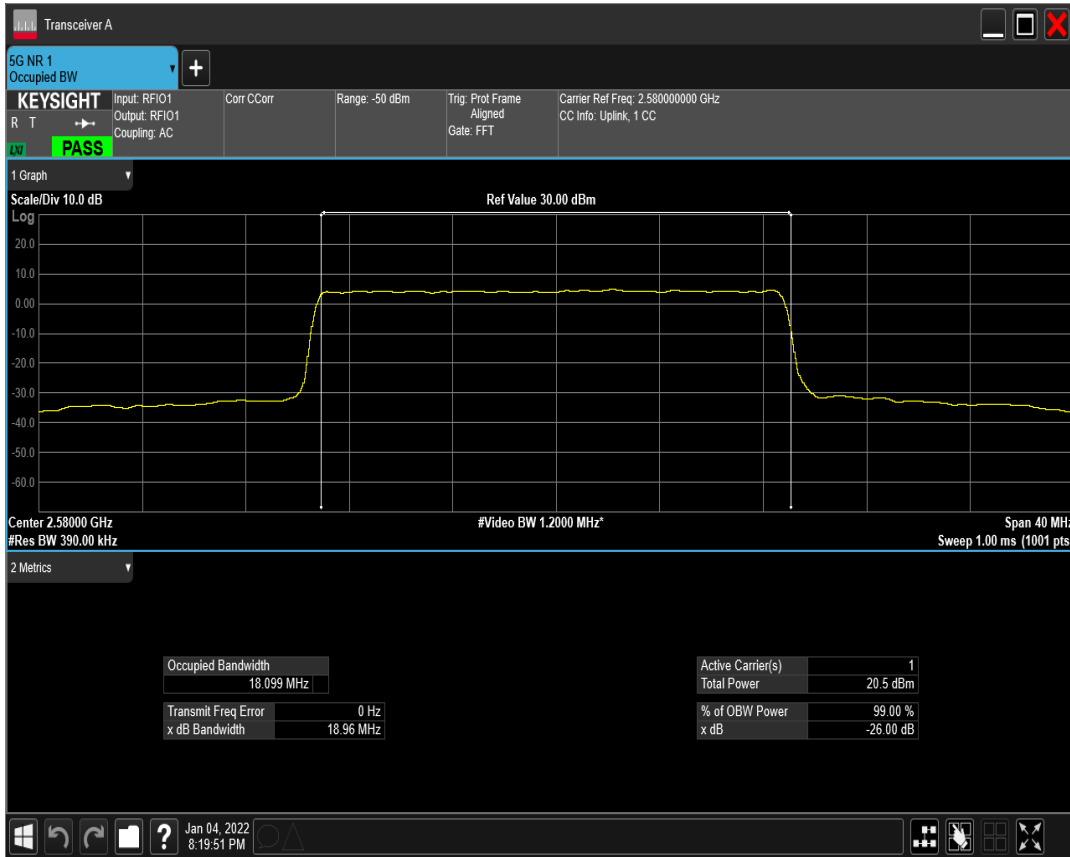 Transceiver A
5G NR 1
Occupied BW
+
KEYSIGHT
R T
LXI
PASS
Input: RFIO1
Output: RFIO1
Coupling: AC
Corr CCorr
Range: -50 dBm
Trig: Prot Frame
Aligned
Gate: FFT
Carrier Ref Freq: 2.580000000 GHz
CC Info: Uplink, 1 CC
1 Graph
Scale/Div 10.0 dB
Ref Value 30.00 dBm
Log
20.0
10.0
0.00
-10.0
-20.0
-30.0
-40.0
-50.0
-60.0
Center 2.58000 GHz
#Video BW 1.2000 MHz*
Span 40 MHz
#Res BW 390.00 kHz
Sweep 1.00 ms (1001 pts
2 Metrics
Occupied Bandwidth
18.099 MHz
Transmit Freq Error 0 Hz
x dB Bandwidth 18.96 MHz
Active Carrier(s) 1
Total Power 20.5 dBm
% of OBW Power 99.00 %
x dB -26.00 dB
?
Jan 04, 2022
8:19:51 PM